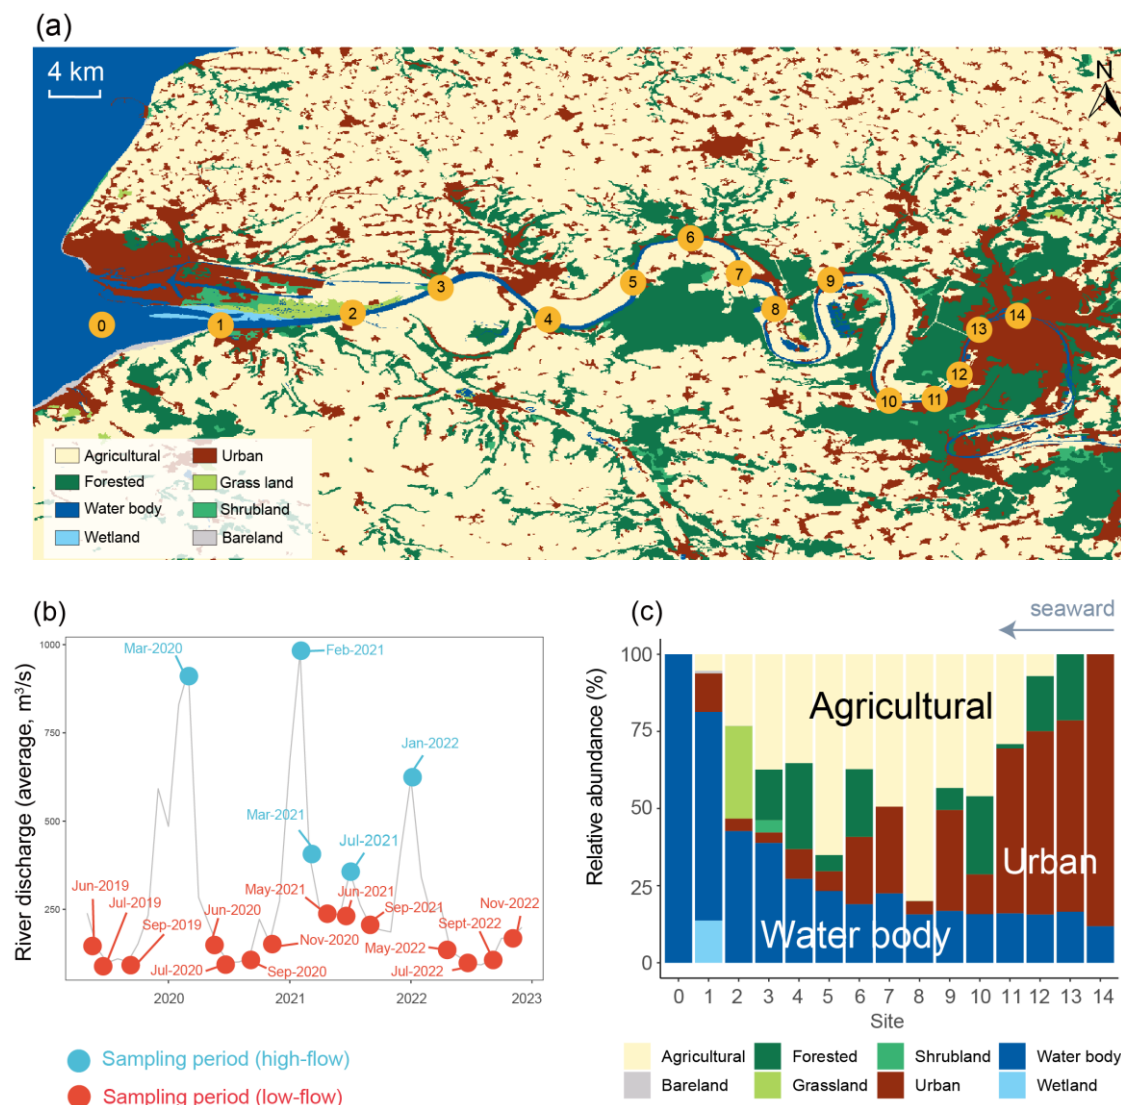 (a)
4 km
N
0
1
2
3
4
5
6
7
8
9
10
11
12
13
14
Agricultural
Urban
Forested
Grass land
Water body
Shrubland
Wetland
Bareland
(b)
River discharge (average, m³/s)
1000
500
250
2020
2021
2022
2023
Jun-2019
Jul-2019
Sep-2019
Mar-2020
Jun-2020
Jul-2020
Sep-2020
Nov-2020
Feb-2021
Mar-2021
May-2021
Jun-2021
Jul-2021
Sep-2021
Jan-2022
May-2022
Jul-2022
Sept-2022
Nov-2022
Sampling period (high-flow)
Sampling period (low-flow)
(c)
seaward
Relative abundance (%)
100
75
50
25
0
Agricultural
Urban
Water body
0 1 2 3 4 5 6 7 8 9 10 11 12 13 14
Site
Agricultural Forested Shrubland Water body
Bareland Grassland Urban Wetland